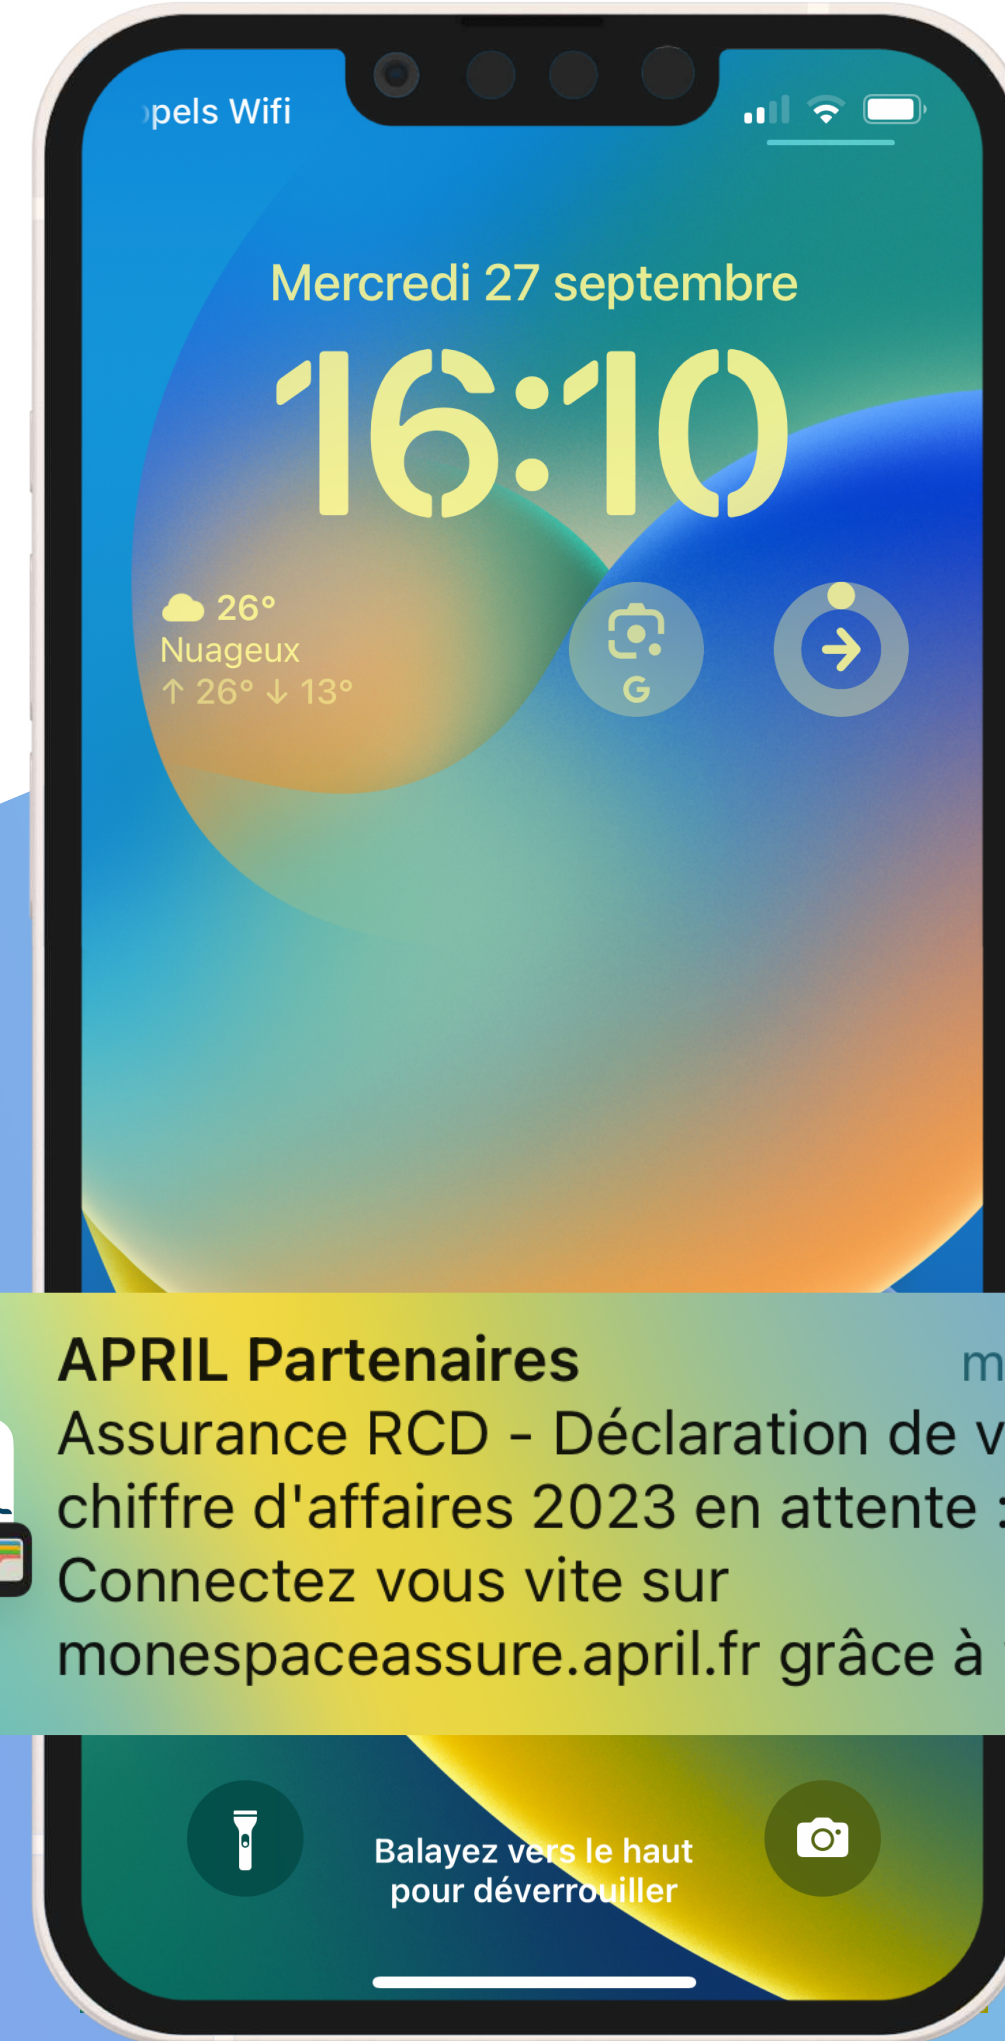 pels Wifi
Mercredi 27 septembre
16:10
26°
Nuageux
↑ 26° ↓ 13°
G
APRIL Partenaires
Assurance RCD - Déclaration de
chiffre d'affaires 2023 en attente :
Connectez vous vite sur
monespaceassure.april.fr grâce à
Balayez vers le haut
pour déverrouiller